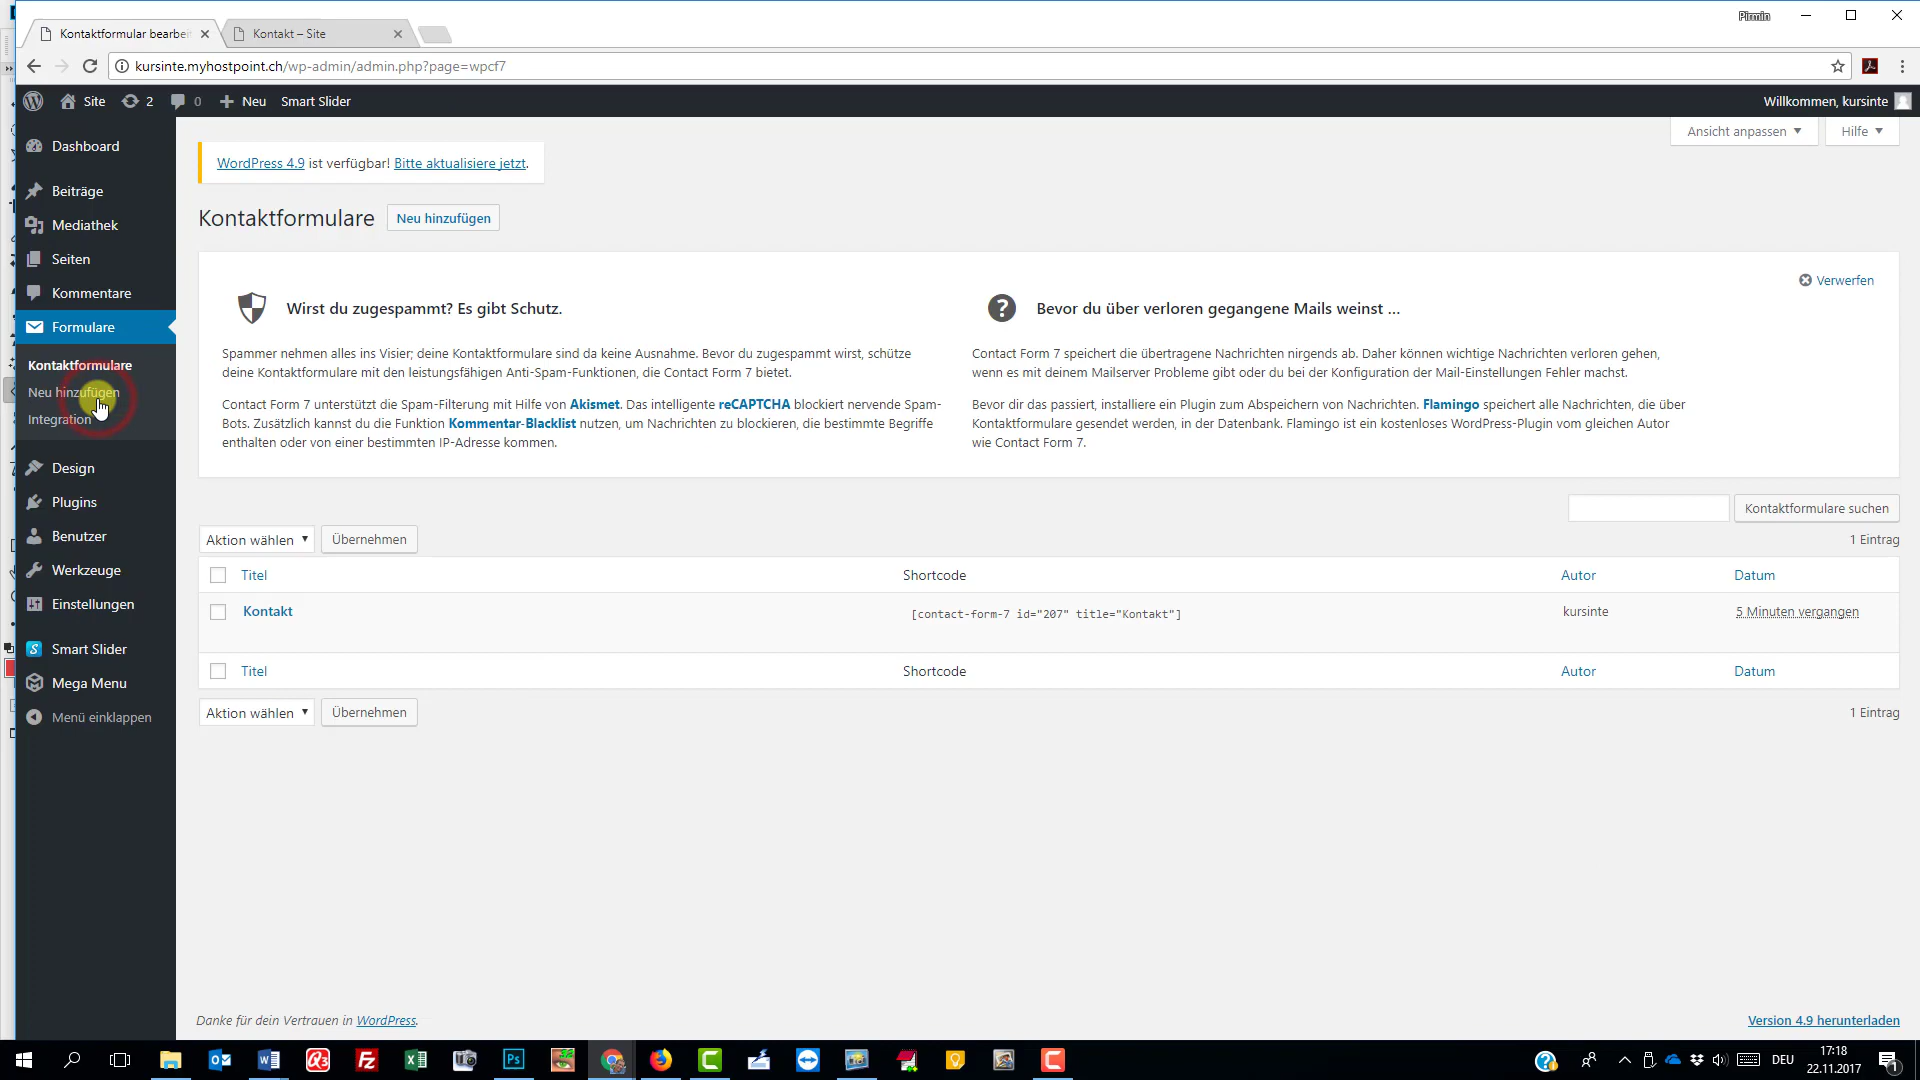 Pirmin
Kontaktformular bearbei
Kontakt – Site
kursinte.myhostpoint.ch/wp-admin/admin.php?page=wpcf7
Site
2
0
Neu
Smart Slider
Willkommen, kursinte
Dashboard
Beiträge
Mediathek
Seiten
Kommentare
Formulare
Kontaktformulare
Neu hinzufügen
Integration
Design
Plugins
Benutzer
Werkzeuge
Einstellungen
Smart Slider
Mega Menu
Menü einklappen
Ansicht anpassen
Hilfe
WordPress 4.9 ist verfügbar! Bitte aktualisiere jetzt.
Kontaktformulare
Neu hinzufügen
Verwerfen
Wirst du zugespammt? Es gibt Schutz.
Spammer nehmen alles ins Visier; deine Kontaktformulare sind da keine Ausnahme. Bevor du zugespammt wirst, schütze
deine Kontaktformulare mit den leistungsfähigen Anti-Spam-Funktionen, die Contact Form 7 bietet.
Contact Form 7 unterstützt die Spam-Filterung mit Hilfe von Akismet. Das intelligente reCAPTCHA blockiert nervende Spam-
Bots. Zusätzlich kannst du die Funktion Kommentar-Blacklist nutzen, um Nachrichten zu blockieren, die bestimmte Begriffe
enthalten oder von einer bestimmten IP-Adresse kommen.
Bevor du über verloren gegangene Mails weinst ...
Contact Form 7 speichert die übertragene Nachrichten nirgends ab. Daher können wichtige Nachrichten verloren gehen,
wenn es mit deinem Mailserver Probleme gibt oder du bei der Konfiguration der Mail-Einstellungen Fehler machst.
Bevor dir das passiert, installiere ein Plugin zum Abspeichern von Nachrichten. Flamingo speichert alle Nachrichten, die über
Kontaktformulare gesendet werden, in der Datenbank. Flamingo ist ein kostenloses WordPress-Plugin vom gleichen Autor
wie Contact Form 7.
Kontaktformulare suchen
Aktion wählen
Übernehmen
1 Eintrag
Titel
Shortcode
Autor
Datum
Kontakt
[contact-form-7 id="207" title="Kontakt"]
kursinte
5 Minuten vergangen
Titel
Shortcode
Autor
Datum
Aktion wählen
Übernehmen
1 Eintrag
Danke für dein Vertrauen in WordPress.
Version 4.9 herunterladen
DEU
17:18
22.11.2017